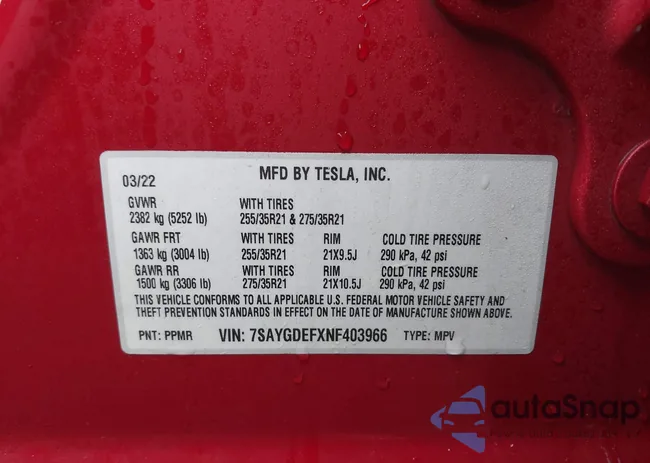 03/22 MFD BY TESLA, INC.
GVWR WITH TIRES
2382 kg (5252 lb) 255/35R21 & 275/35R21
GAWR FRT WITH TIRES RIM COLD TIRE PRESSURE
1363 kg (3004 lb) 255/35R21 21X9.5J 290 kPa, 42 psi
GAWR RR WITH TIRES RIM COLD TIRE PRESSURE
1500 kg (3306 lb) 275/35R21 21X10.5J 290 kPa, 42 psi
THIS VEHICLE CONFORMS TO ALL APPLICABLE U.S. FEDERAL MOTOR VEHICLE SAFETY AND
THEFT PREVENTION STANDARDS IN EFFECT ON THE DATE OF MANUFACTURE SHOWN ABOVE.
PNT: PPMR VIN: 7SAYGDEFXNF403966 TYPE: MPV
autoSnap